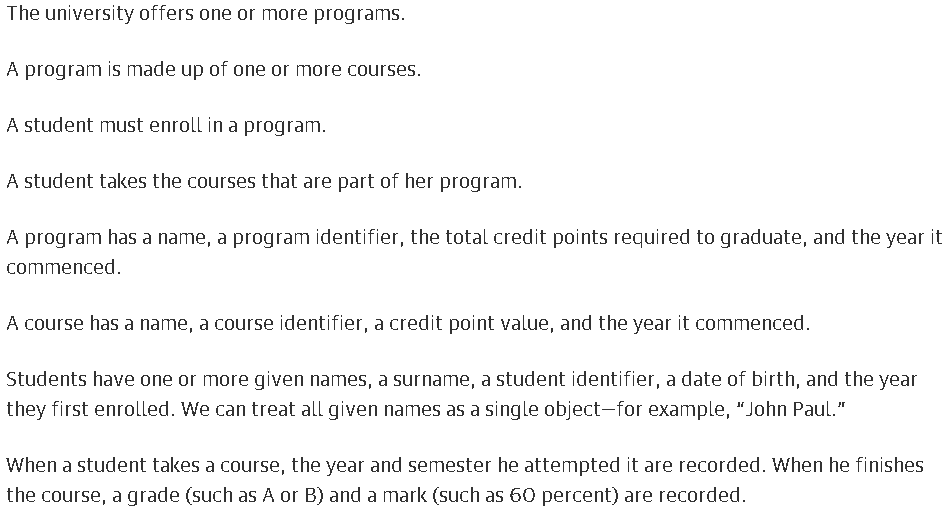 The university offers one or more programs.
A program is made up of one or more courses.
A student must enroll in a program.
A student takes the courses that are part of her program.
A program has a name, a program identifier, the total credit points required to graduate, and the year it
commenced.
A course has a name, a course identifier, a credit point value, and the year it commenced.
Students have one or more given names, a surname, a student identifier, a date of birth, and the year
they first enrolled. We can treat all given names as a single object—for example, “John Paul.”
When a student takes a course, the year and semester he attempted it are recorded. When he finishes
the course, a grade (such as A or B) and a mark (such as 60 percent) are recorded.